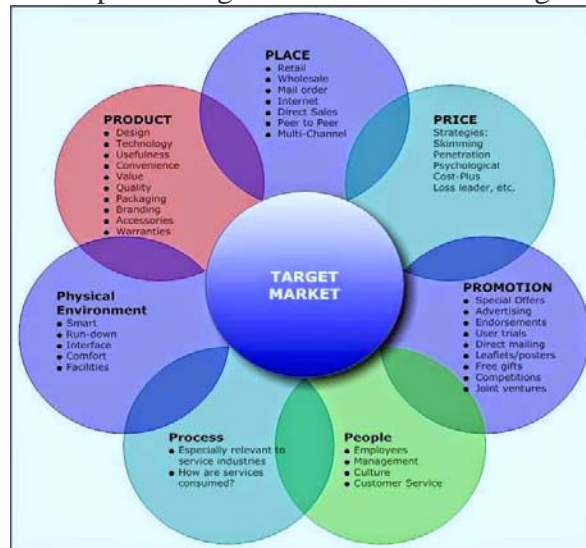 PLACE
● Retail
● Wholesale
● Mail order
● Internet
● Direct Sales
● Peer to Peer
● Multi-Channel
PRODUCT
● Design
● Technology
● Usefulness
● Convenience
● Value
● Quality
● Packaging
● Branding
● Accessories
● Warranties
PRICE
Strategies:
Skimming
Penetration
Psychological
Cost-Plus
Loss leader, etc.
TARGET
MARKET
Physical
Environment
● Smart
● Run-down
● Interface
● Comfort
● Facilities
PROMOTION
● Special Offers
● Advertising
● Endorsements
● User trials
● Direct mailing
● Leaflets/posters
● Free gifts
● Competitions
● Joint ventures
Process
● Especially relevant to
service industries
● How are services
consumed?
People
● Employees
● Management
● Culture
● Customer Service